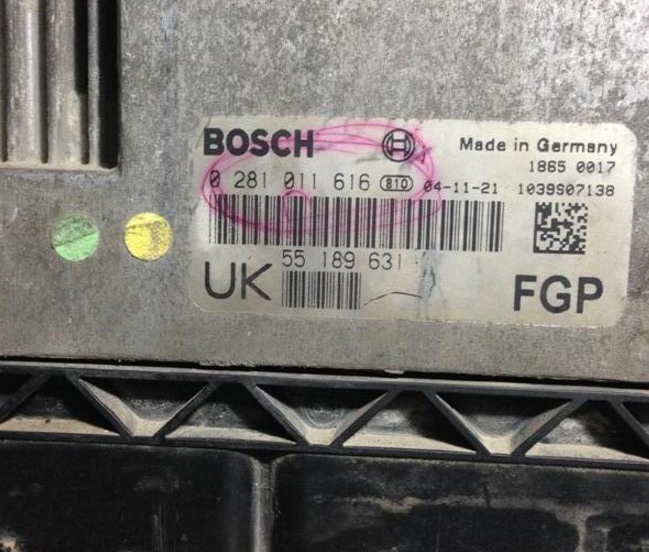 BOSCH
Made in Germany
1865 0017
0 281 011 616 B10 04-11-21 1039S07138
55 189 631
UK FGP